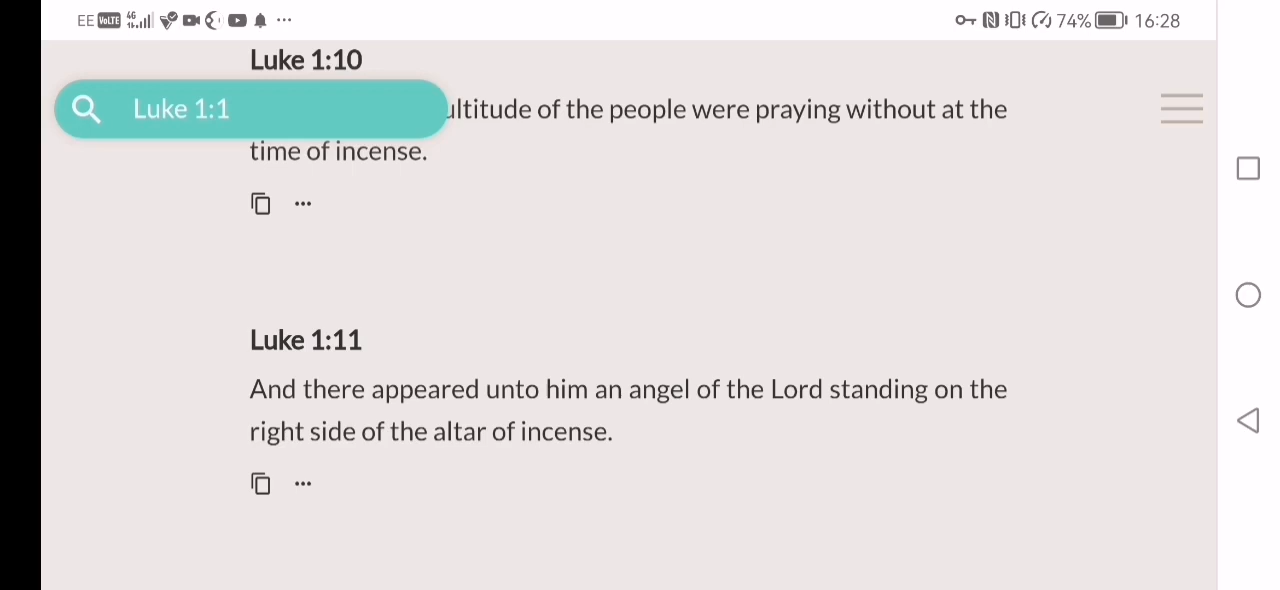 EE VoLTE 4G 74% 16:28
Luke 1:10
Luke 1:1
of the people were praying without at the
time of incense.
Luke 1:11
And there appeared unto him an angel of the Lord standing on the
right side of the altar of incense.